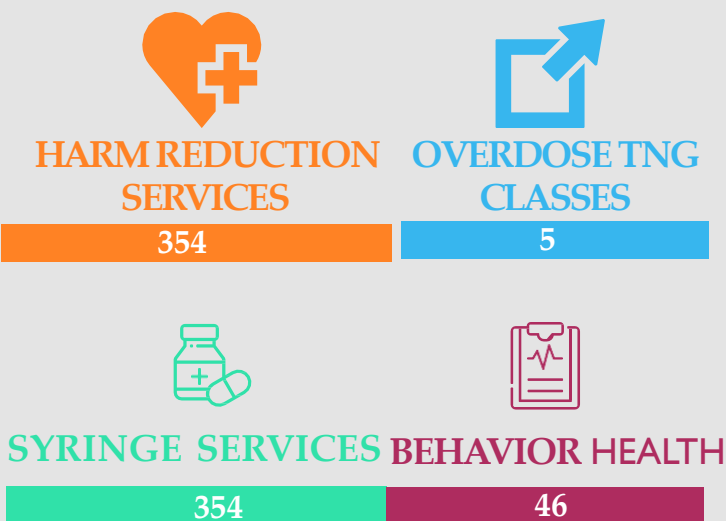 HARM REDUCTION
SERVICES
354
OVERDOSE TNG
CLASSES
5
SYRINGE SERVICES
354
BEHAVIOR HEALTH
46